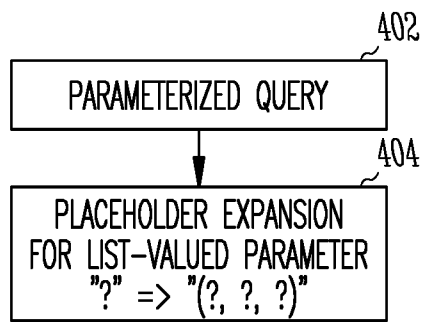 402
PARAMETERIZED QUERY
404
PLACEHOLDER EXPANSION
FOR LIST-VALUED PARAMETER
"?" => "(?, ?, ?)"